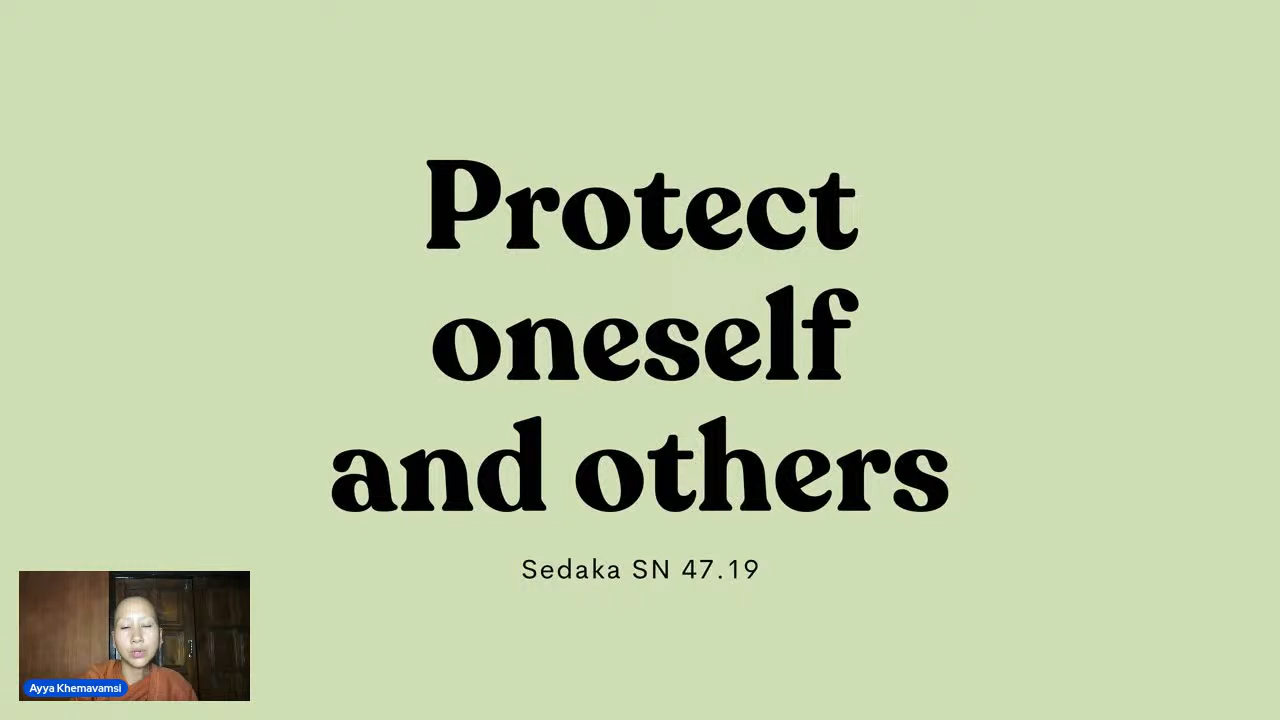 Protect
oneself
and others
Sedaka SN 47.19
Ayya Khemavamsi